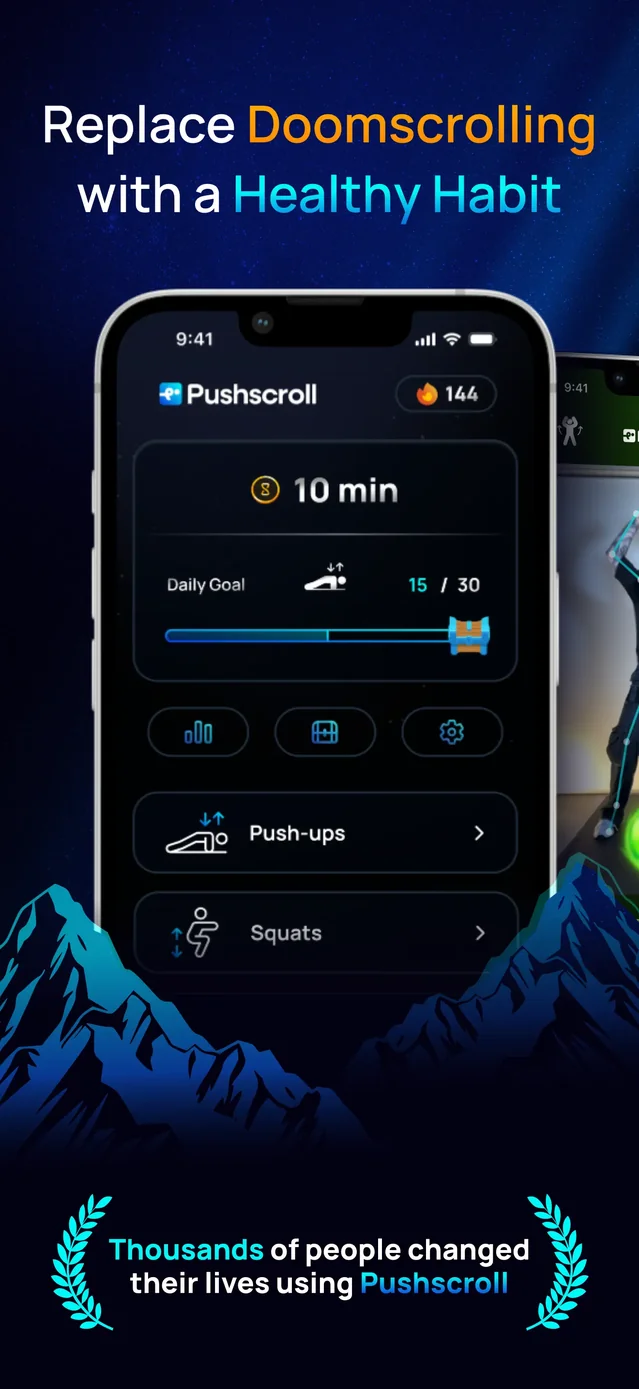 Replace Doomscrolling
with a Healthy Habit
9:41
Pushscroll
144
10 min
Daily Goal
15 / 30
Push-ups
Squats
9:41
Thousands of people changed
their lives using Pushscroll